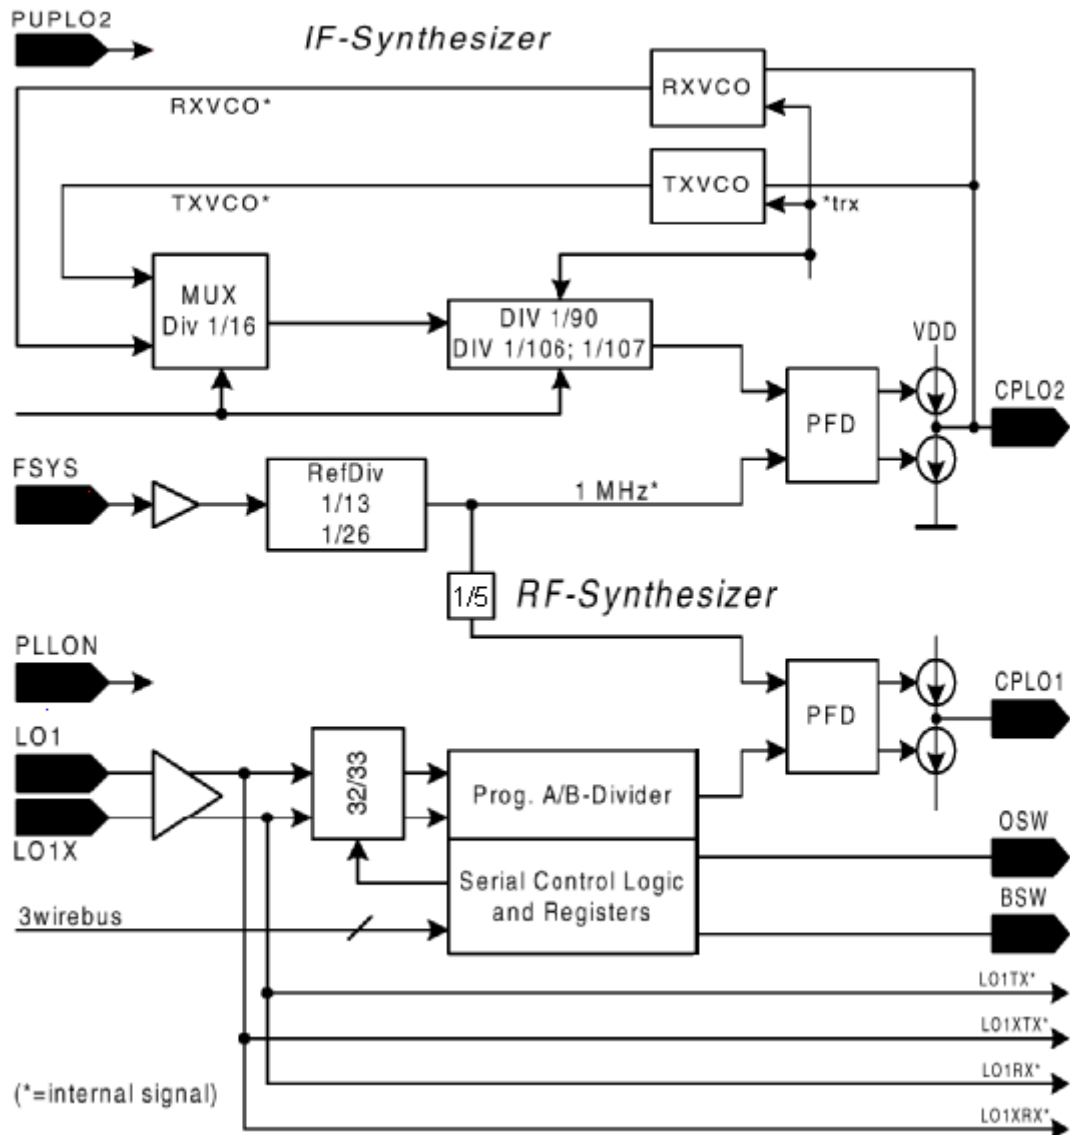 PUPLO2
IF-Synthesizer
RXVCO
RXVCO*
TXVCO
TXVCO*
*trx
MUX
Div 1/16
DIV 1/90
DIV 1/106; 1/107
VDD
PFD
CPLO2
FSYS
RefDiv
1/13
1/26
1 MHz*
1/5
RF-Synthesizer
PLLON
PFD
CPLO1
LO1
LO1X
32/33
Prog. A/B-Divider
OSW
Serial Control Logic
and Registers
BSW
3wirebus
LO1TX*
LO1XTX*
LO1RX*
(*=internal signal)
LO1XRX*